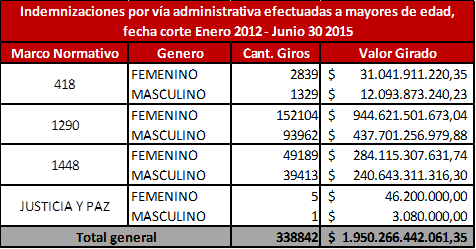 Indemnizaciones por vía administrativa efectuadas a mayores de edad,
fecha corte Enero 2012 - Junio 30 2015
Marco Normativo Genero Cant. Giros Valor Girado
418 FEMENINO 2839 $ 31.041.911.220,35
MASCULINO 1329 $ 12.093.873.240,23
1290 FEMENINO 152104 $ 944.621.501.673,04
MASCULINO 93962 $ 437.701.256.979,88
1448 FEMENINO 49189 $ 284.115.307.631,74
MASCULINO 39413 $ 240.643.311.316,30
JUSTICIA Y PAZ FEMENINO 5 $ 46.200.000,00
MASCULINO 1 $ 3.080.000,00
Total general 338842 $ 1.950.266.442.061,35